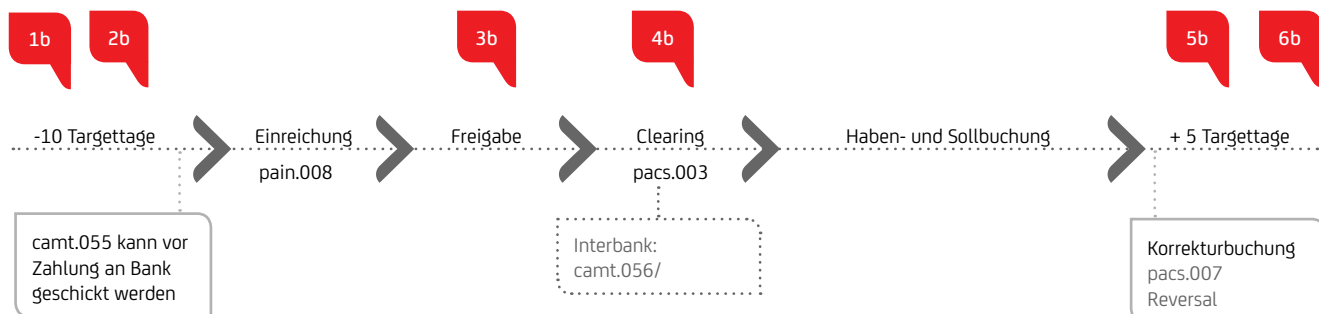 1b
2b
3b
4b
5b
6b
-10 Targettage
Einreichung
Freigabe
Clearing
Haben- und Sollbuchung
+ 5 Targettage
pain.008
pacs.003
camt.055 kann vor
Zahlung an Bank
geschickt werden
Interbank:
camt.056/
Korrekturbuchung
pacs.007
Reversal